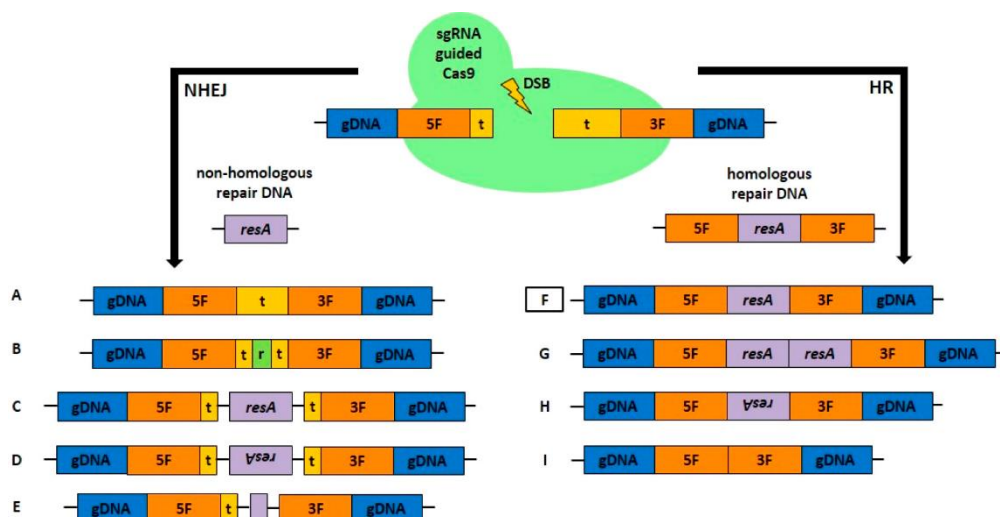 sgRNA
guided
Cas9
NHEJ
DSB
HR
gDNA 5F t t 3F gDNA
non-homologous
repair DNA
resA
homologous
repair DNA
5F resA 3F
A gDNA 5F t 3F gDNA
B gDNA 5F t r t 3F gDNA
C gDNA 5F t resA t 3F gDNA
D gDNA 5F t resA t 3F gDNA
E gDNA 5F t 3F gDNA
F gDNA 5F resA 3F gDNA
G gDNA 5F resA resA 3F gDNA
H gDNA 5F resA 3F gDNA
I gDNA 5F 3F gDNA